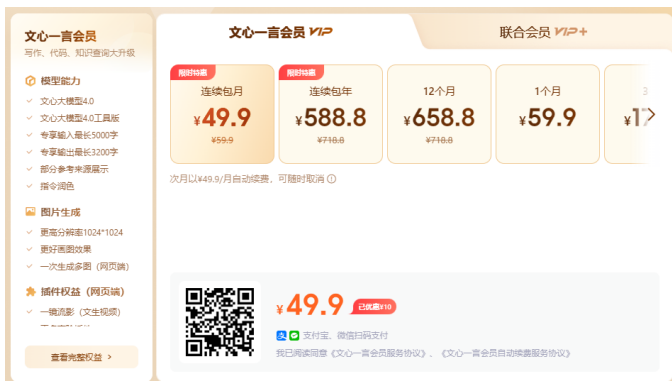 文心一言会员
写作、代码、知识查询大升级
模型能力
文心大模型4.0
文心大模型4.0工具版
专享输入最长5000字
专享输出最长3200字
部分参考来源展示
指令润色
图片生成
更高分辨率1024*1024
更好画图效果
一次生成多图（网页端）
插件权益（网页端）
一镜流影（文生视频）
查看完整权益 >
文心一言会员 VIP
联合会员 VIP+
限时特惠
连续包月
¥49.9
¥59.9
限时特惠
连续包年
¥588.8
¥718.8
12个月
¥658.8
¥718.8
1个月
¥59.9
次月以¥49.9/月自动续费，可随时取消
¥49.9 已优惠¥10
支付宝、微信扫码支付
我已阅读同意《文心一言会员服务协议》、《文心一言会员自动续费服务协议》